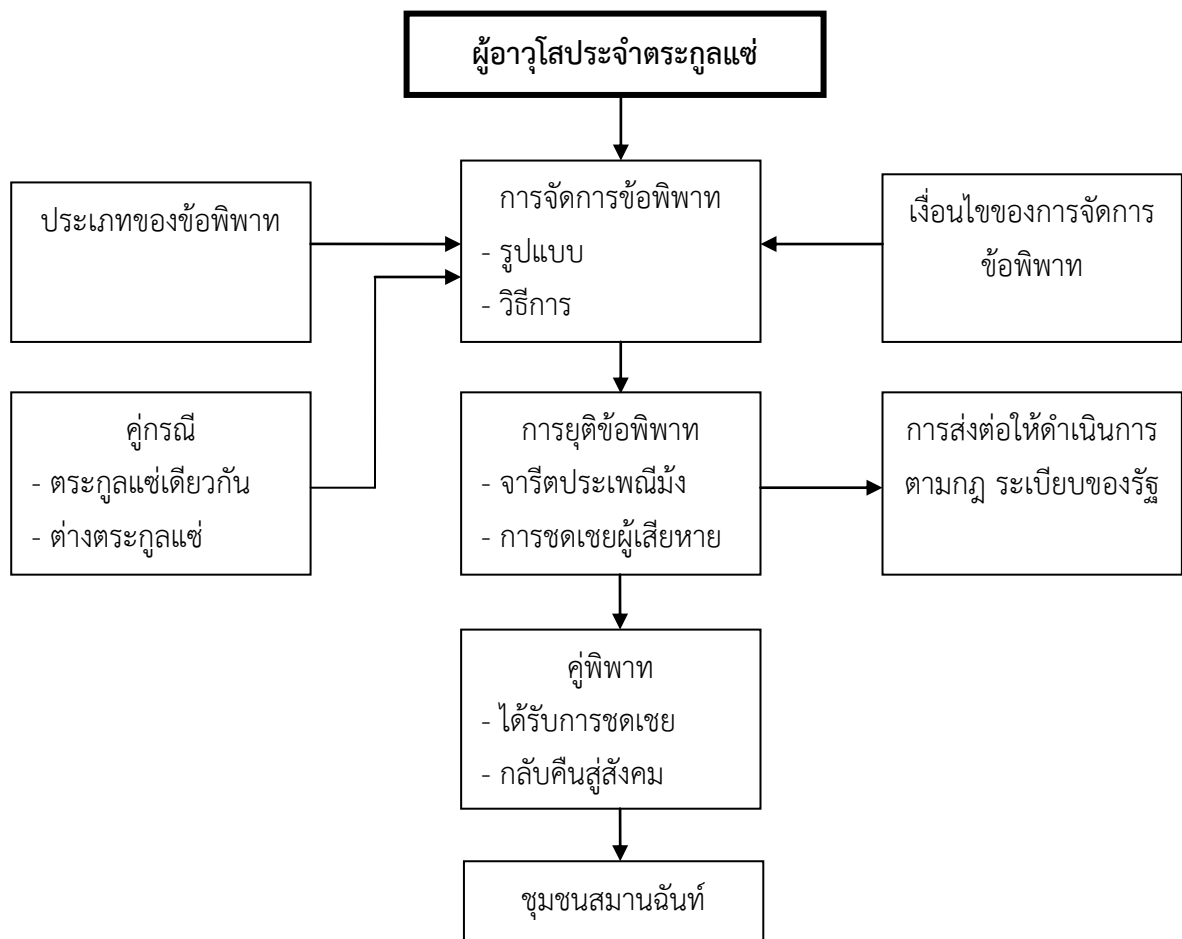 ผู้อาวุโสประจำตระกูลแซ่
ประเภทของข้อพิพาท
การจัดการข้อพิพาท
- รูปแบบ
- วิธีการ
เงื่อนไขของการจัดการ
ข้อพิพาท
คู่กรณี
- ตระกูลแซ่เดียวกัน
- ต่างตระกูลแซ่
การยุติข้อพิพาท
- จารีตประเพณีม้ง
- การชดเชยผู้เสียหาย
การส่งต่อให้ดำเนินการ
ตามกฎ ระเบียบของรัฐ
คู่พิพาท
- ได้รับการชดเชย
- กลับคืนสู่สังคม
ชุมชนสมานฉันท์